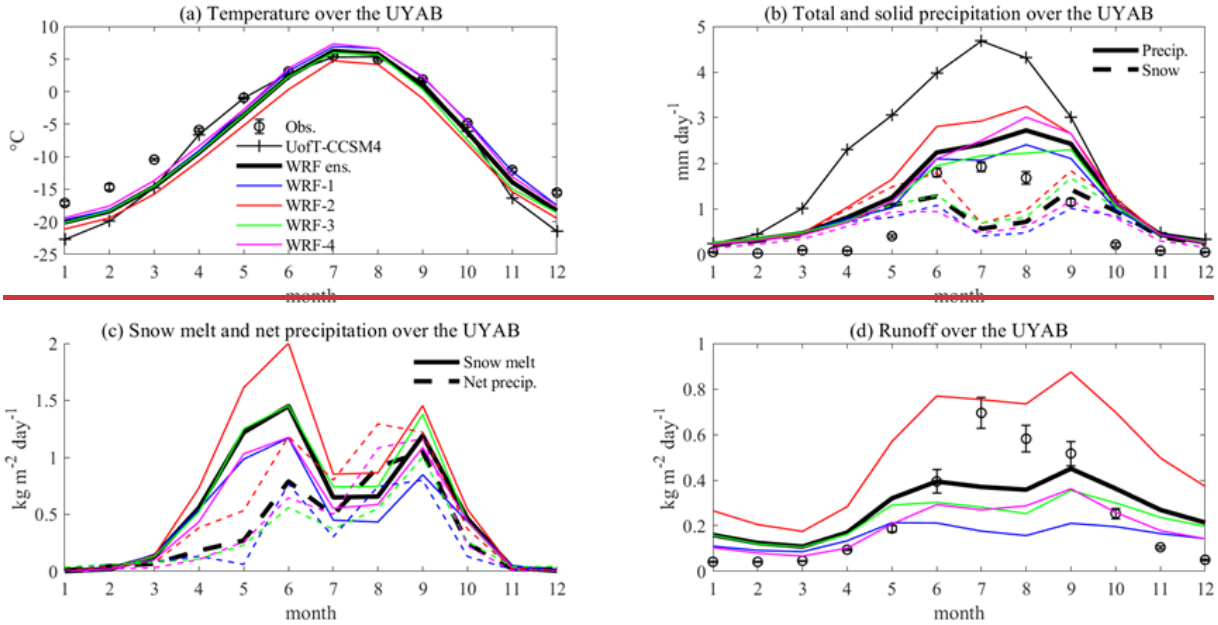 (a) Temperature over the UYAB
°C
10
5
0
-5
-10
-15
-20
-25
Obs.
UofT-CCSM4
WRF ens.
WRF-1
WRF-2
WRF-3
WRF-4
1 2 3 4 5 6 7 8 9 10 11 12
month
(b) Total and solid precipitation over the UYAB
mm day-1
5
4
3
2
1
0
Precip.
Snow
1 2 3 4 5 6 7 8 9 10 11 12
month
(c) Snow melt and net precipitation over the UYAB
kg m-2 day-1
2
1.5
1
0.5
0
Snow melt
Net precip.
1 2 3 4 5 6 7 8 9 10 11 12
month
(d) Runoff over the UYAB
kg m-2 day-1
1
0.8
0.6
0.4
0.2
0
1 2 3 4 5 6 7 8 9 10 11 12
month